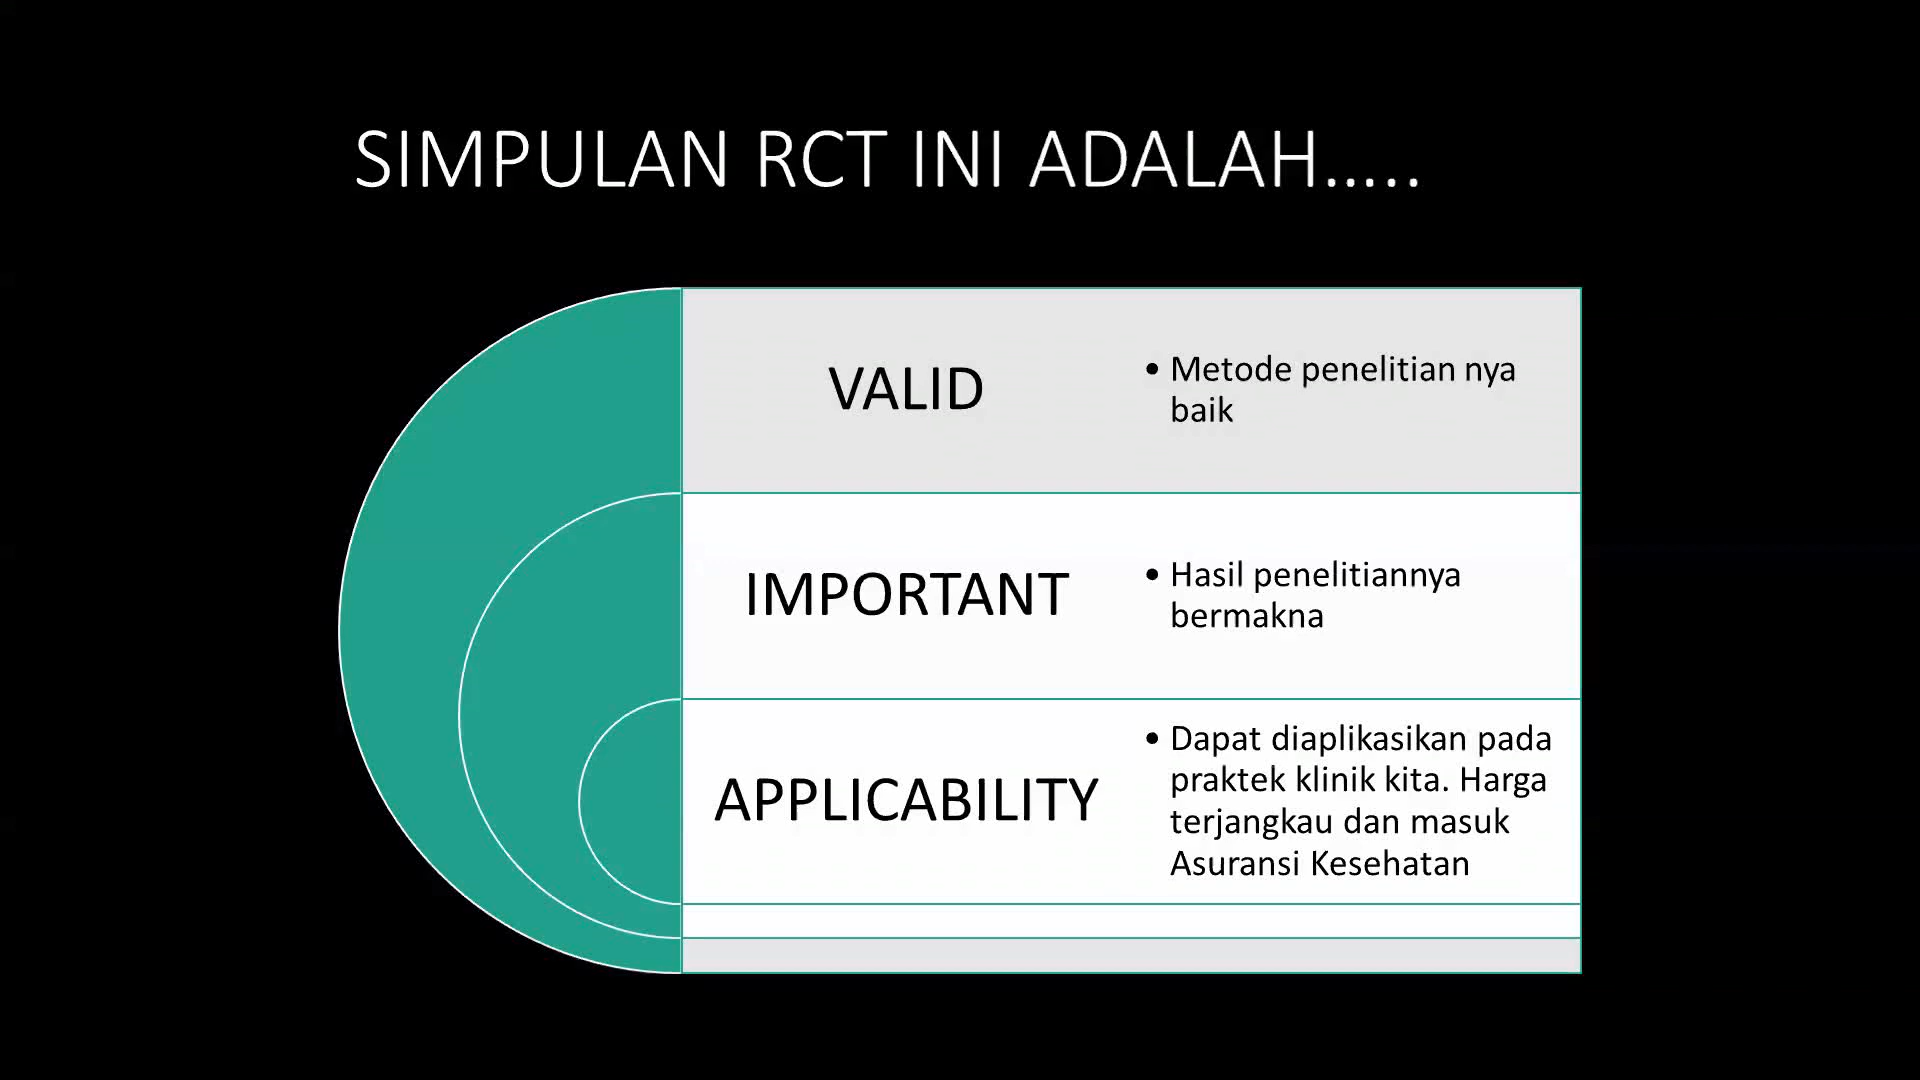 SIMPULAN RCT INI ADALAH.....
VALID
• Metode penelitian nya
baik
IMPORTANT
• Hasil penelitiannya
bermakna
APPLICABILITY
• Dapat diaplikasikan pada
praktek klinik kita. Harga
terjangkau dan masuk
Asuransi Kesehatan